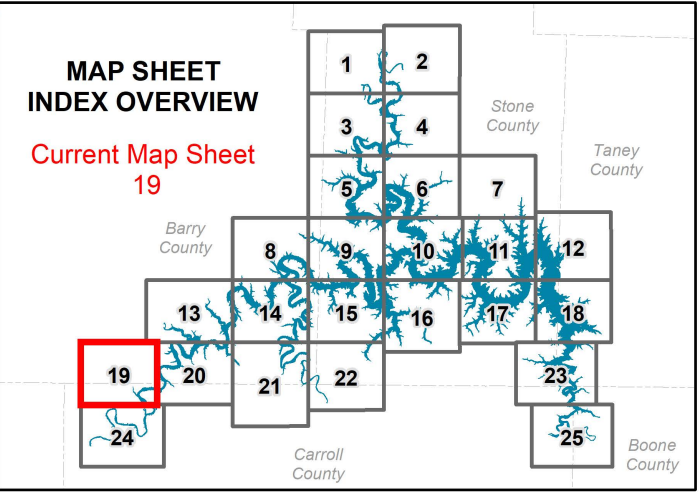 MAP SHEET
INDEX OVERVIEW
Current Map Sheet
19
1
2
3
4
Stone
County
Taney
County
5
6
7
Barry
County
8
9
10
11
12
13
14
15
16
17
18
19
20
21
22
23
24
25
Carroll
County
Boone
County